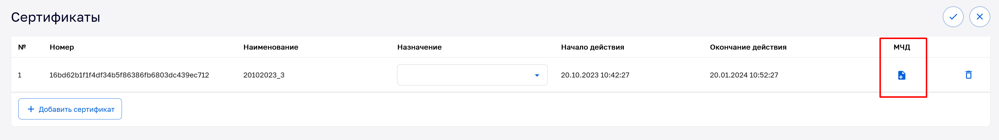 Сертификаты
№ Номер Наименование Назначение Начало действия Окончание действия МЧД
1 16bd62b1f1f4df34b5f86386fb6803dc439ec712 20102023_3 20.10.2023 10:42:27 20.01.2024 10:52:27
Добавить сертификат